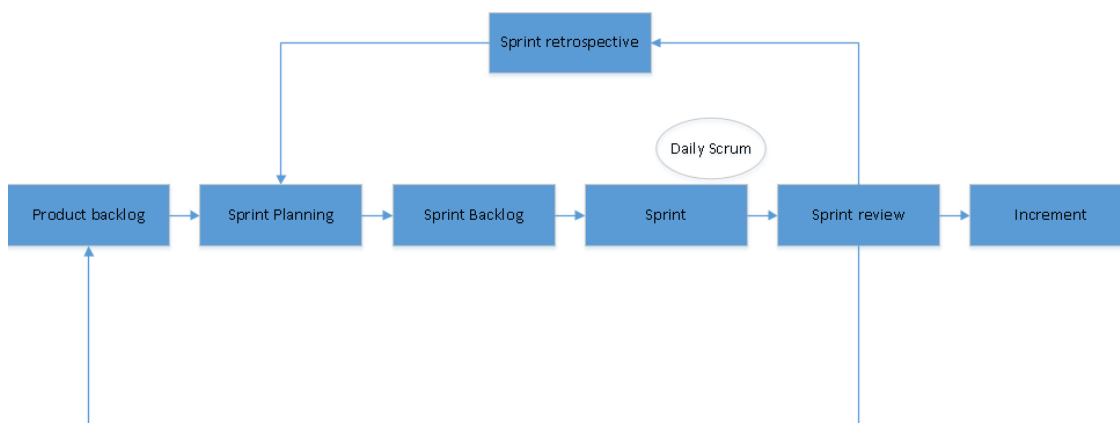 Sprint retrospective
Daily Scrum
Product backlog
Sprint Planning
Sprint Backlog
Sprint
Sprint review
Increment